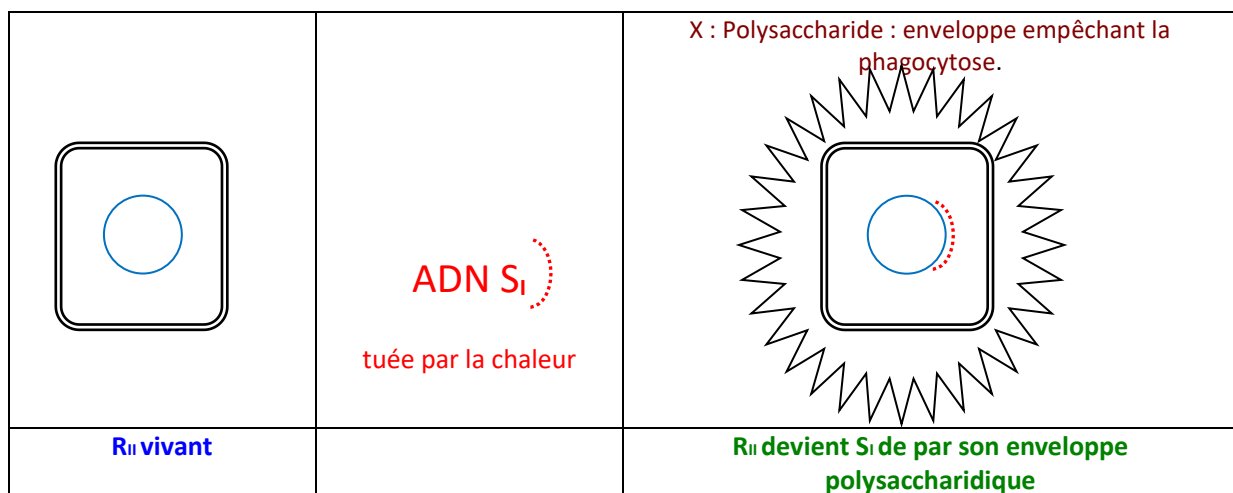 X : Polysaccharide : enveloppe empêchant la
phagocytose.
ADN SI
tuée par la chaleur
RII vivant
RII devient SI de par son enveloppe
polysaccharidique